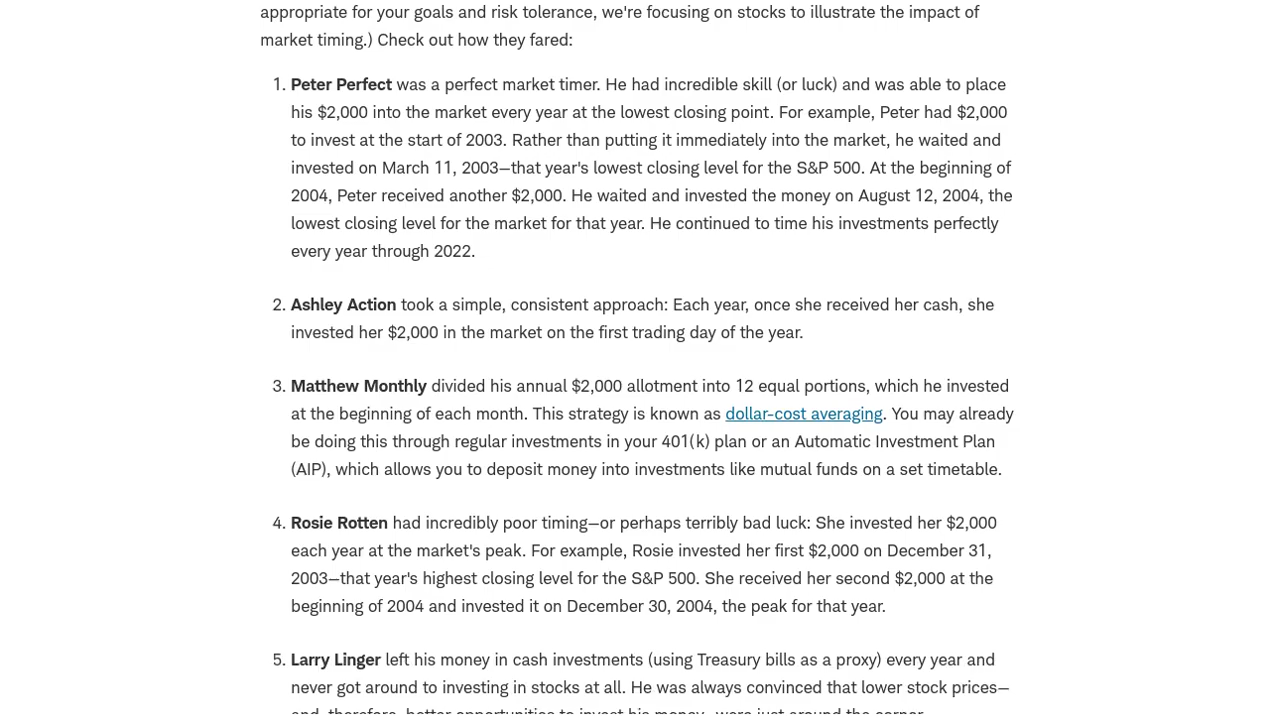 appropriate for your goals and risk tolerance, we're focusing on stocks to illustrate the impact of
market timing.) Check out how they fared:
1. Peter Perfect was a perfect market timer. He had incredible skill (or luck) and was able to place
his $2,000 into the market every year at the lowest closing point. For example, Peter had $2,000
to invest at the start of 2003. Rather than putting it immediately into the market, he waited and
invested on March 11, 2003—that year's lowest closing level for the S&P 500. At the beginning of
2004, Peter received another $2,000. He waited and invested the money on August 12, 2004, the
lowest closing level for the market for that year. He continued to time his investments perfectly
every year through 2022.
2. Ashley Action took a simple, consistent approach: Each year, once she received her cash, she
invested her $2,000 in the market on the first trading day of the year.
3. Matthew Monthly divided his annual $2,000 allotment into 12 equal portions, which he invested
at the beginning of each month. This strategy is known as dollar-cost averaging. You may already
be doing this through regular investments in your 401(k) plan or an Automatic Investment Plan
(AIP), which allows you to deposit money into investments like mutual funds on a set timetable.
4. Rosie Rotten had incredibly poor timing—or perhaps terribly bad luck: She invested her $2,000
each year at the market's peak. For example, Rosie invested her first $2,000 on December 31,
2003—that year's highest closing level for the S&P 500. She received her second $2,000 at the
beginning of 2004 and invested it on December 30, 2004, the peak for that year.
5. Larry Linger left his money in cash investments (using Treasury bills as a proxy) every year and
never got around to investing in stocks at all. He was always convinced that lower stock prices—
and, therefore, better opportunities to invest his money—were just around the corner.